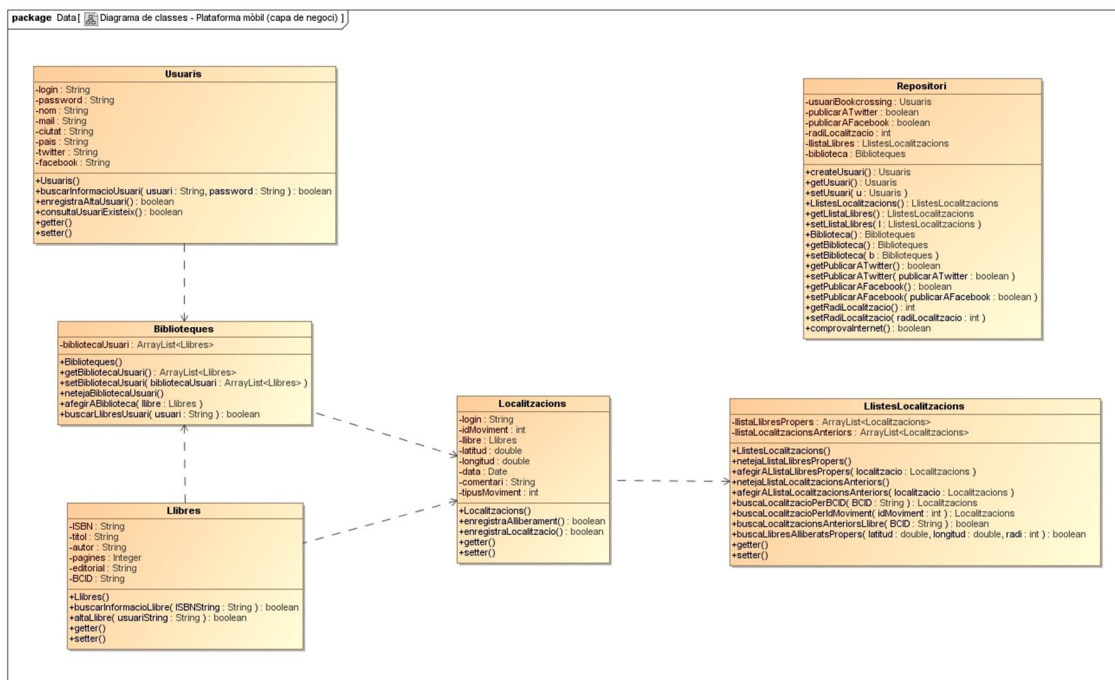 package Data[ Diagrama de classes - Plataforma mòbil (capa de negoci) ]
Usuaris
-login : String
-password : String
-nom : String
-mail : String
-ciutat : String
-pais : String
-twitter : String
-facebook : String
+Usuaris()
+buscarInformacioUsuari( usuari : String, password : String ) : boolean
+enregistraAltaUsuari() : boolean
+consultaUsuariExisteix() : boolean
+getter()
+setter()
Repositori
-usuariBookcrossing : Usuaris
-publicarATwitter : boolean
-publicarAFacebook : boolean
-radiLocalitzacio : int
-llistaLlibres : LlistesLocalitzacions
-biblioteca : Biblioteques
+createUsuari() : Usuaris
+getUsuari() : Usuaris
+setUsuari( u : Usuaris )
+LlistesLocalitzacions() : LlistesLocalitzacions
+getLlistaLlibres() : LlistesLocalitzacions
+setLlistaLlibres( l : LlistesLocalitzacions )
+Biblioteca() : Biblioteques
+getBiblioteca() : Biblioteques
+setBiblioteca( b : Biblioteques )
+getPublicarATwitter() : boolean
+setPublicarATwitter( publicarATwitter : boolean )
+getPublicarAFacebook() : boolean
+setPublicarAFacebook( publicarAFacebook : boolean )
+getRadiLocalitzacio() : int
+setRadiLocalitzacio( radiLocalitzacio : int )
+comprovaInternet() : boolean
Biblioteques
-bibliotecaUsuari : ArrayList<Llibres>
+Biblioteques()
+getBibliotecaUsuari() : ArrayList<Llibres>
+setBibliotecaUsuari( bibliotecaUsuari : ArrayList<Llibres> )
+netejaBibliotecaUsuari()
+afegirABiblioteca( llibre : Llibres )
+buscarLlibresUsuari( usuari : String ) : boolean
Localitzacions
-login : String
-idMoviment : int
-llibre : Llibres
-latitud : double
-longitud : double
-data : Date
-comentari : String
-tipusMoviment : int
+Localitzacions()
+enregistraAlliberament() : boolean
+enregistraLocalitzacio() : boolean
+getter()
+setter()
LlistesLocalitzacions
-llistaLlibresPropers : ArrayList<Localitzacions>
-llistaLocalitzacionsAnteriors : ArrayList<Localitzacions>
+LlistesLocalitzacions()
+netejaLlistaLlibresPropers()
+afegirALlistaLlibresPropers( localitzacio : Localitzacions )
+netejaLlistaLocalitzacionsAnteriors()
+afegirALlistaLocalitzacionsAnteriors( localitzacio : Localitzacions )
+buscaLocalitzacioPerBCID( BCID : String ) : Localitzacions
+buscaLocalitzacioPerIdMoviment( idMoviment : int ) : Localitzacions
+buscaLocalitzacionsAnteriorsLlibre( BCID : String ) : boolean
+buscaLlibresAlliberatsPropers( latitud : double, longitud : double, radi : int ) : boolean
+getter()
+setter()
Llibres
-ISBN : String
-titol : String
-autor : String
-pagines : Integer
-editorial : String
-BCID : String
+Llibres()
+buscarInformacioLlibre( ISBNString : String ) : boolean
+altaLlibre( usuariString : String ) : boolean
+getter()
+setter()